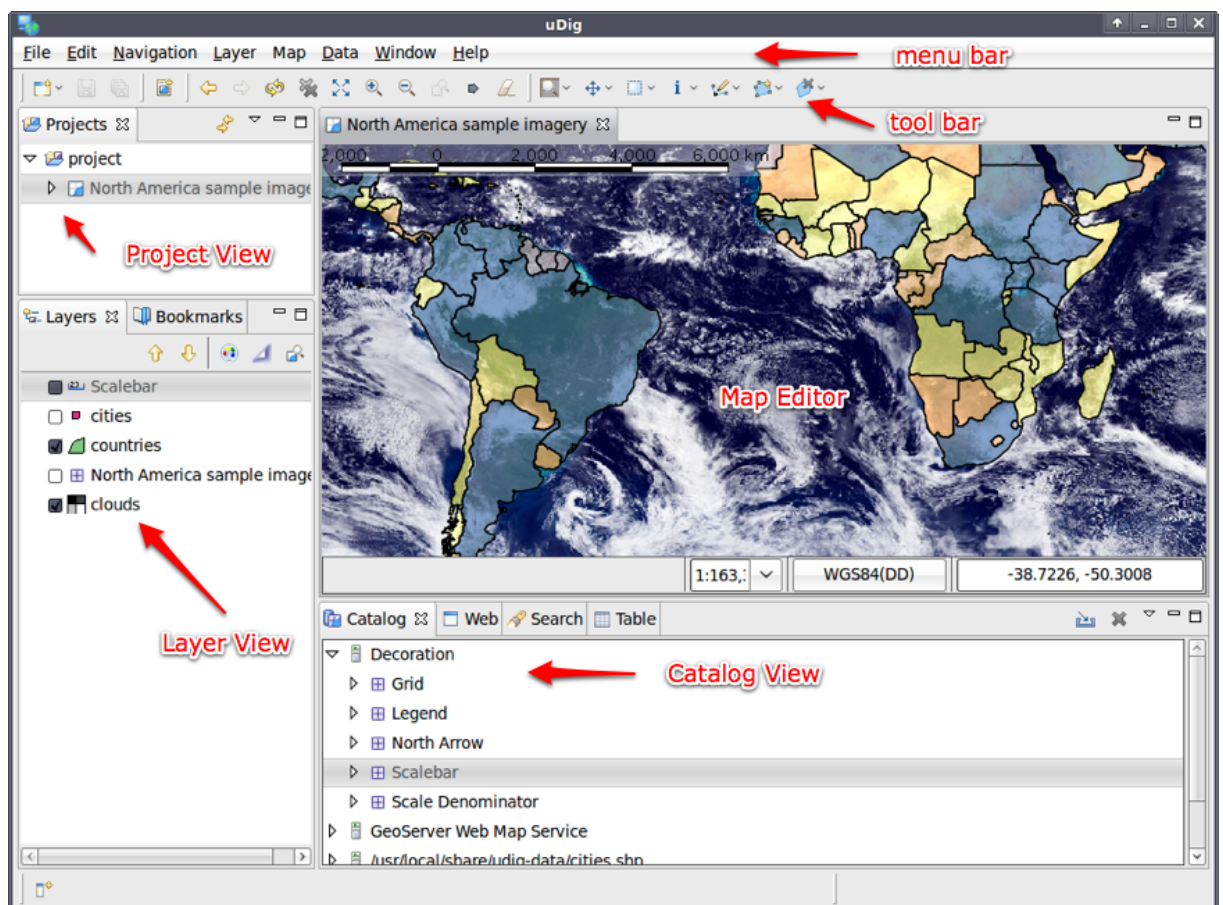 uDig
File Edit Navigation Layer Map Data Window Help
menu bar
tool bar
Projects
project
North America sample image
Project View
North America sample imagery
2,000 0 2,000 4,000 6,000 km
Map Editor
1:163,
WGS84(DD)
-38.7226, -50.3008
Layers Bookmarks
Scalebar
cities
countries
North America sample image
clouds
Layer View
Catalog Web Search Table
Decoration
Catalog View
Grid
Legend
North Arrow
Scalebar
Scale Denominator
GeoServer Web Map Service
/usr/local/share/udig-data/cities.shp